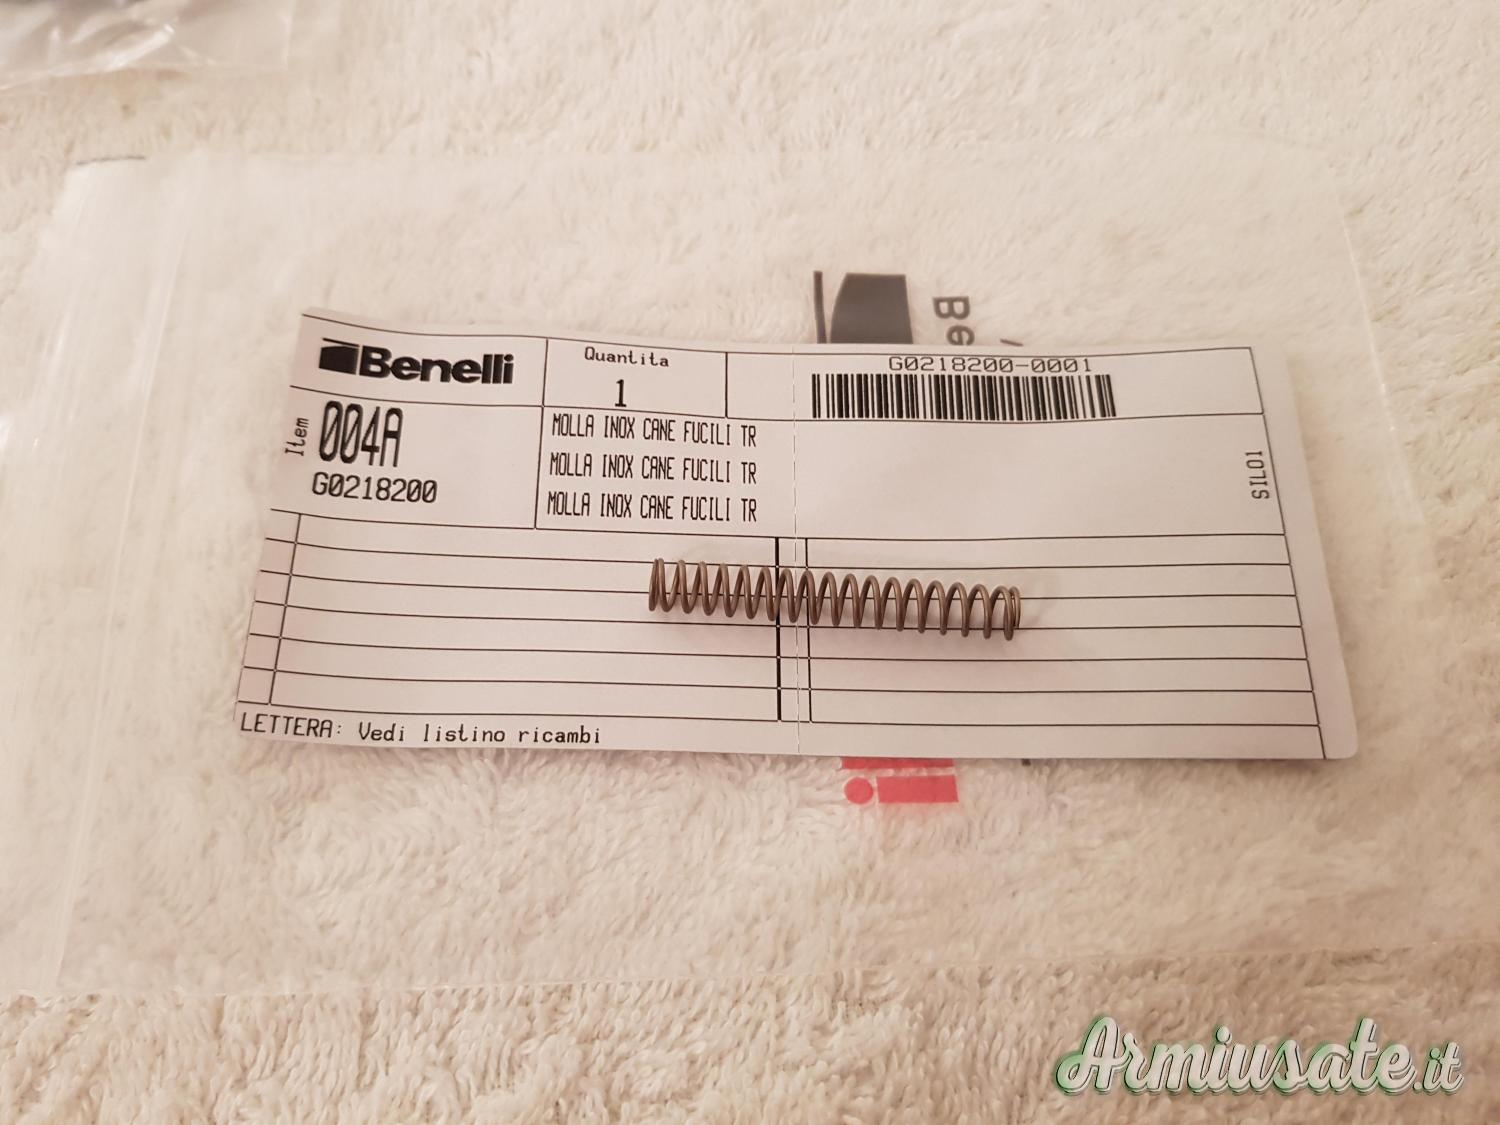 Be
Benelli
Quantita
1
G0218200-0001
Item
004A
G0218200
MOLLA INOX CANE FUCILI TR
MOLLA INOX CANE FUCILI TR
MOLLA INOX CANE FUCILI TR
SIL01
LETTERA: Vedi listino ricambi
Armiusate.it